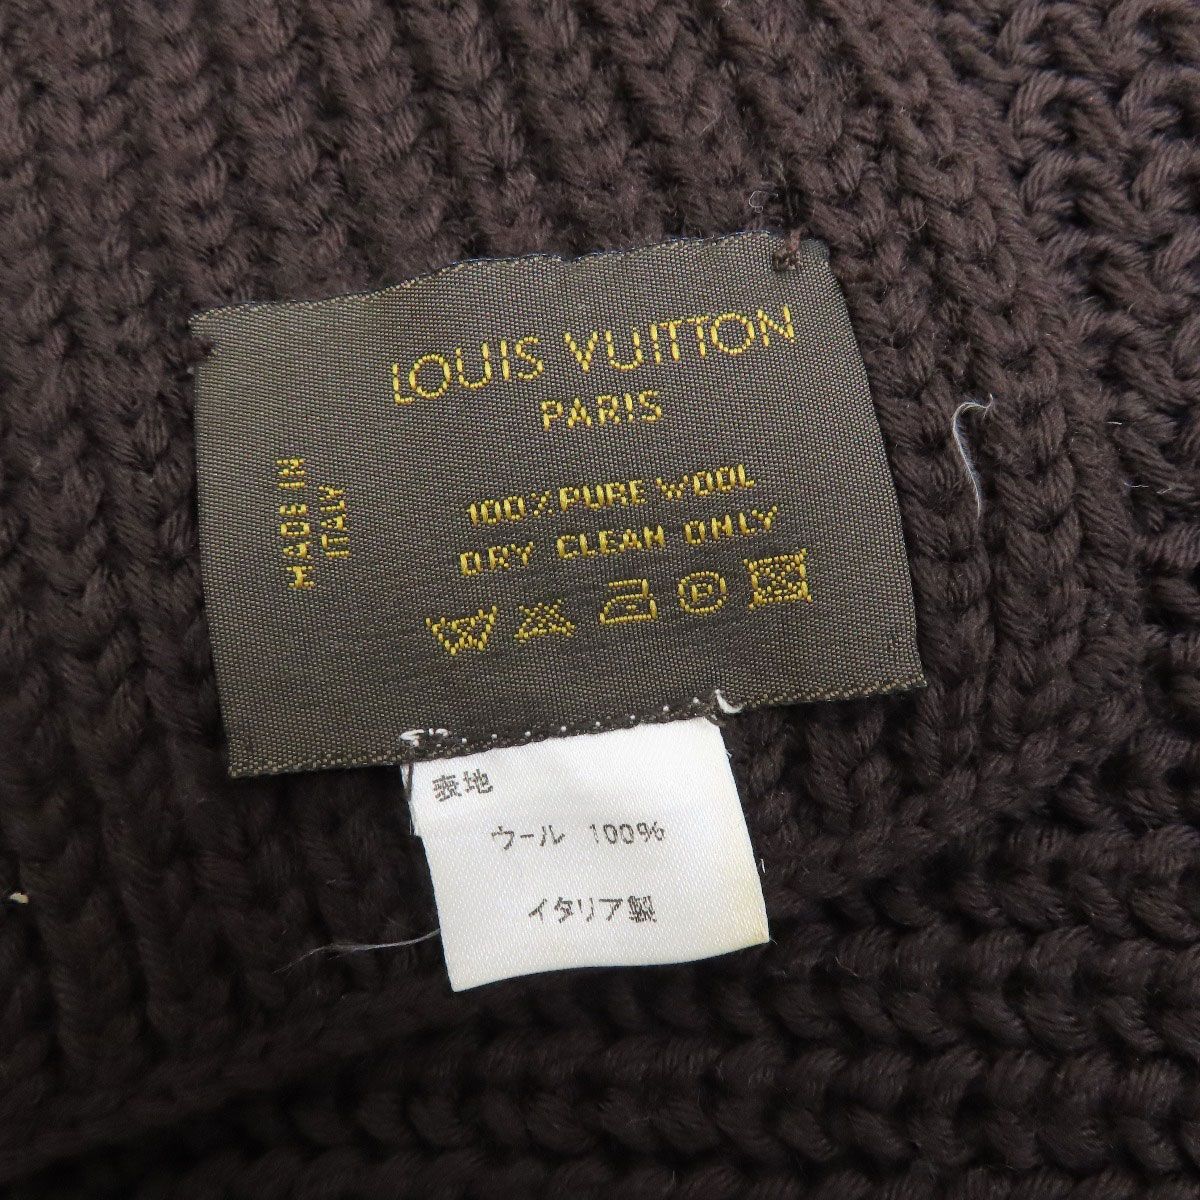 LOUIS VUITTON
PARIS
MADE IN
ITALY
100% PURE WOOL
DRY CLEAN ONLY
P
表地
ウール 100%
イタリア製